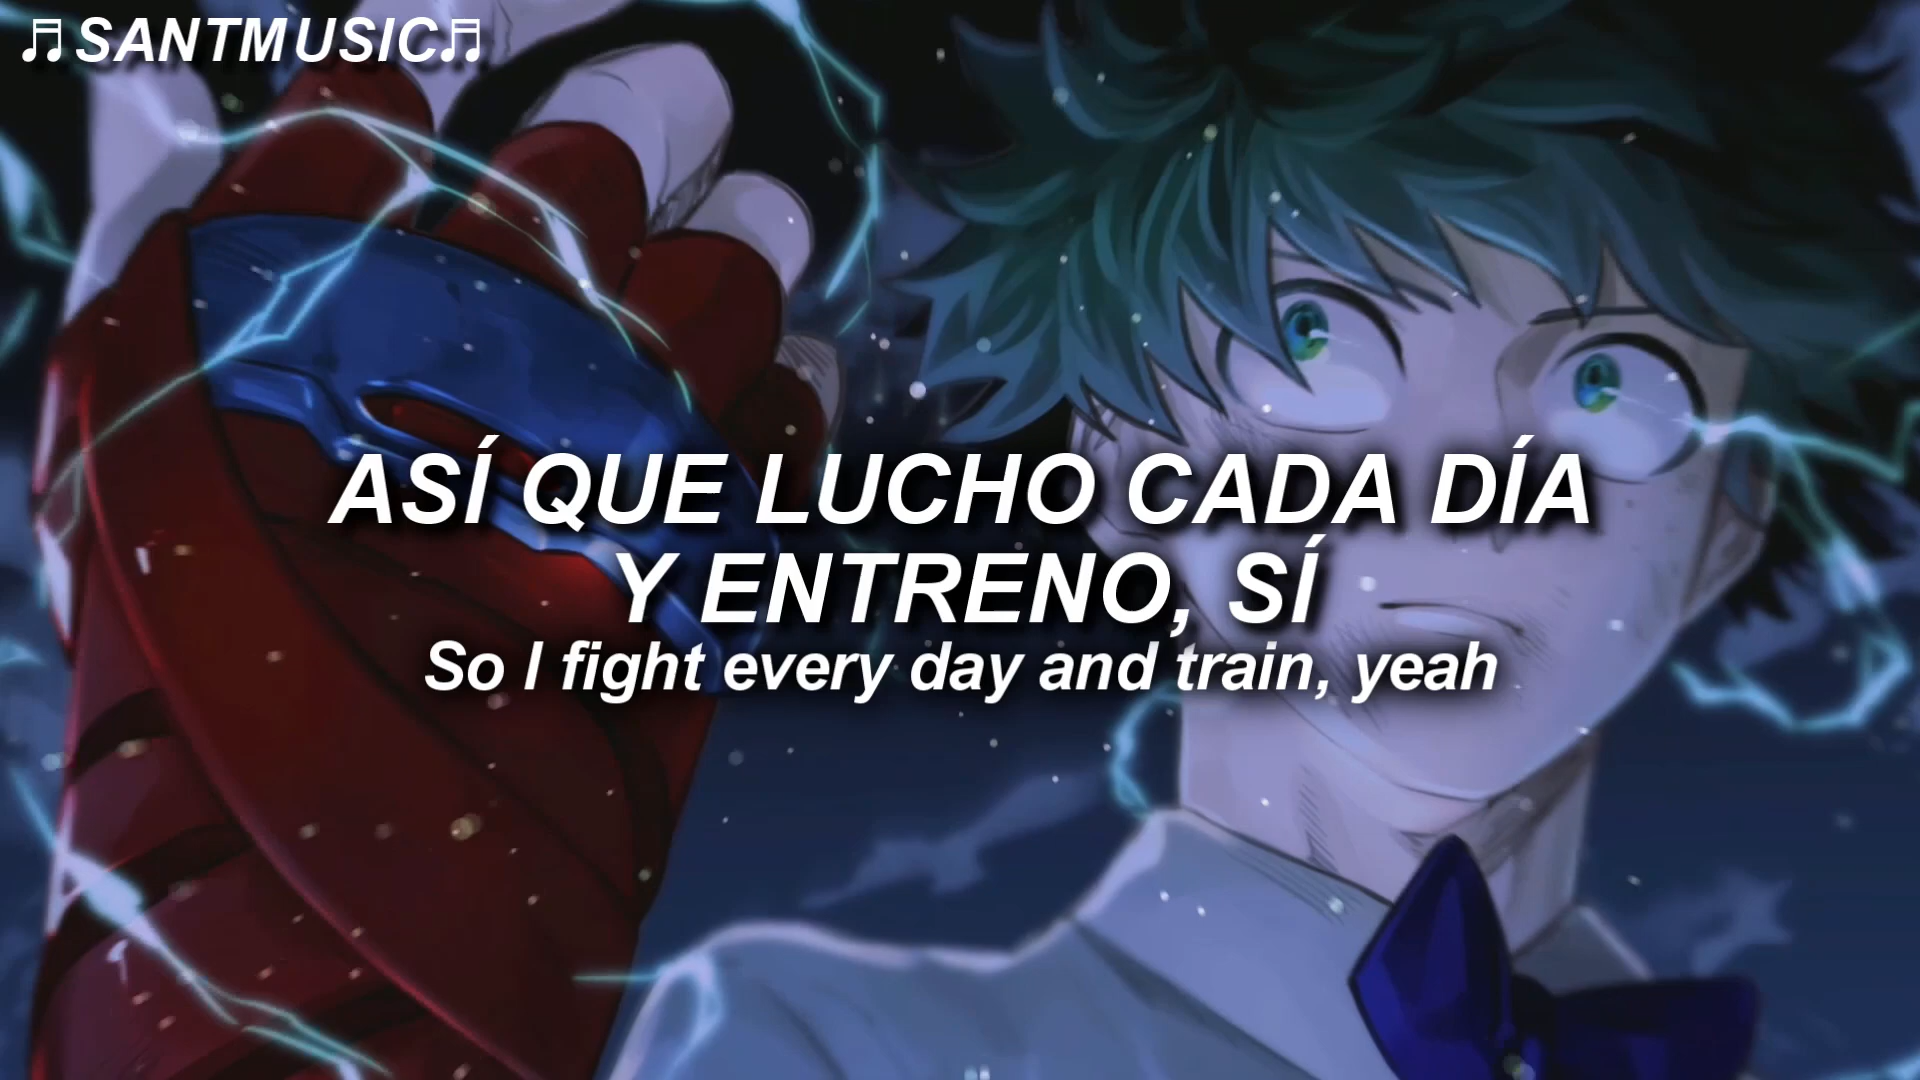 ♬SANTMUSIC♬
ASÍ QUE LUCHO CADA DÍA
Y ENTRENO, SÍ
So I fight every day and train, yeah